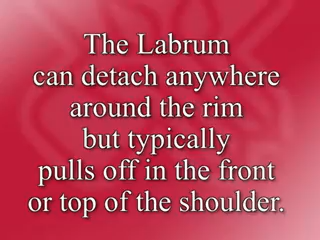 The Labrum
can detach anywhere
around the rim
but typically
pulls off in the front
or top of the shoulder.